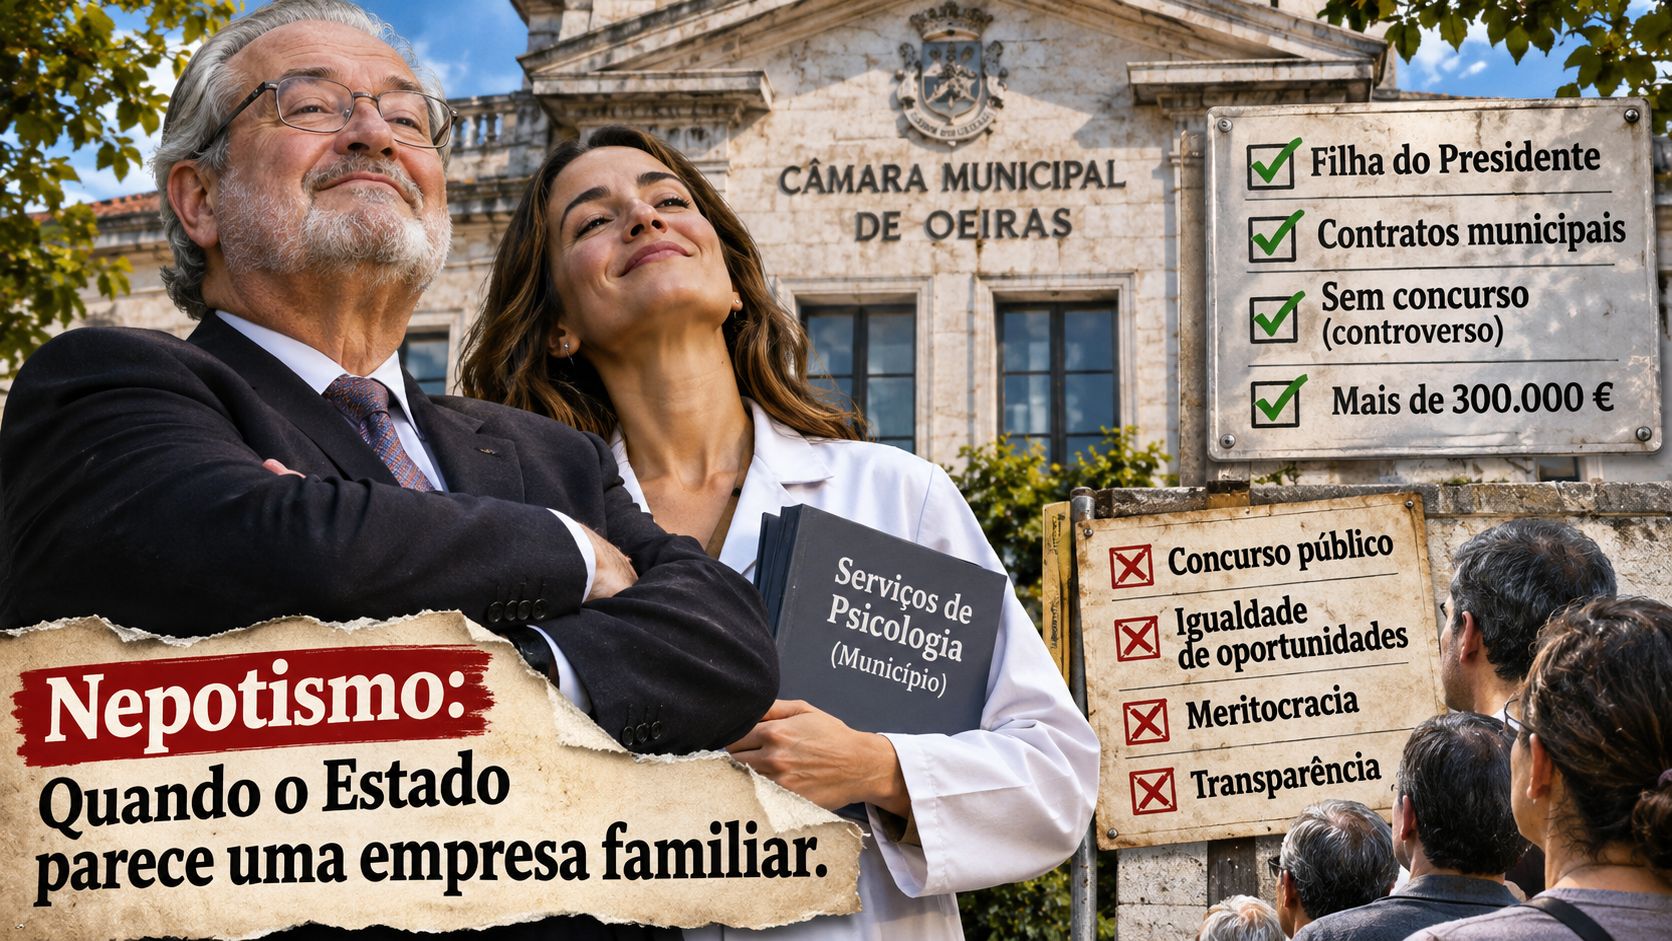 CÂMARA MUNICIPAL
DE OEIRAS
Filha do Presidente
Contratos municipais
Sem concurso
(controverso)
Mais de 300.000 €
Concurso público
Igualdade
de oportunidades
Meritocracia
Transparência
Serviços de
Psicologia
(Município)
Nepotismo:
Quando o Estado
parece uma empresa familiar.